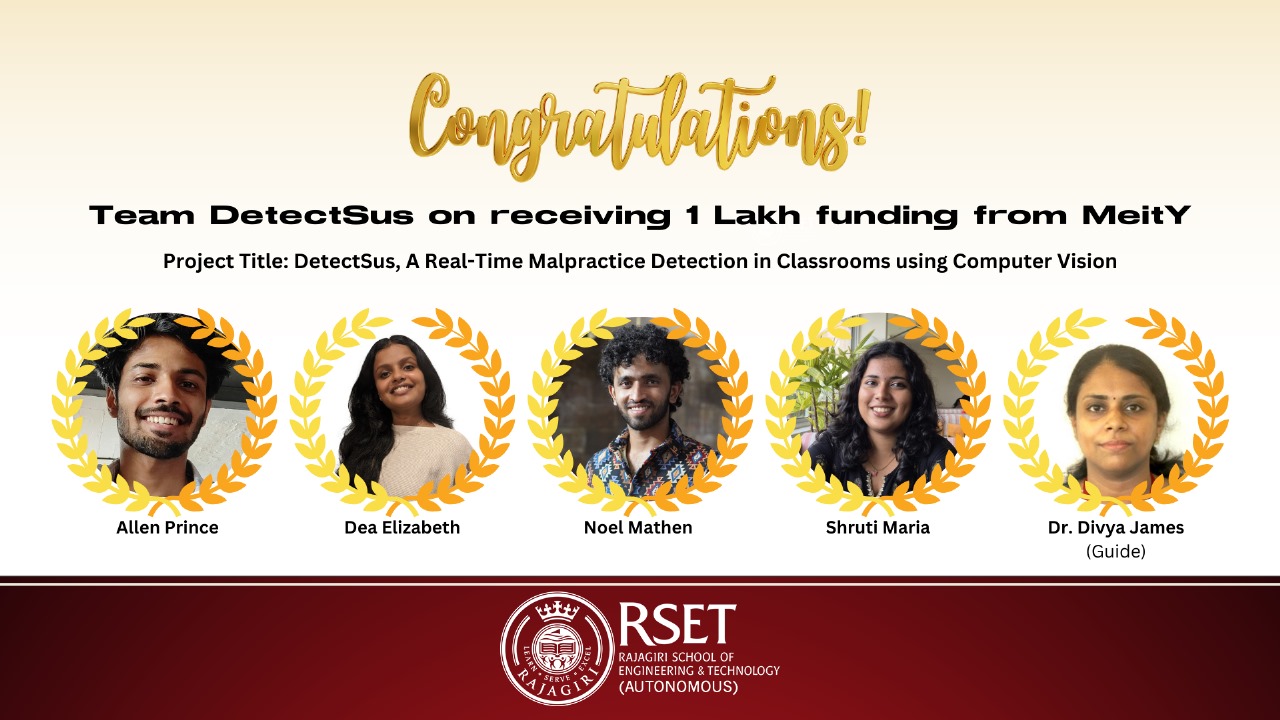 Congratulations!
Team DetectSus on receiving 1 Lakh funding from MeitY
Project Title: DetectSus, A Real-Time Malpractice Detection in Classrooms using Computer Vision
Allen Prince
Dea Elizabeth
Noel Mathen
Shruti Maria
Dr. Divya James
(Guide)
LEARN • SERVE • EXCEL
RAJAGIRI
RSET
RAJAGIRI SCHOOL OF
ENGINEERING & TECHNOLOGY
(AUTONOMOUS)